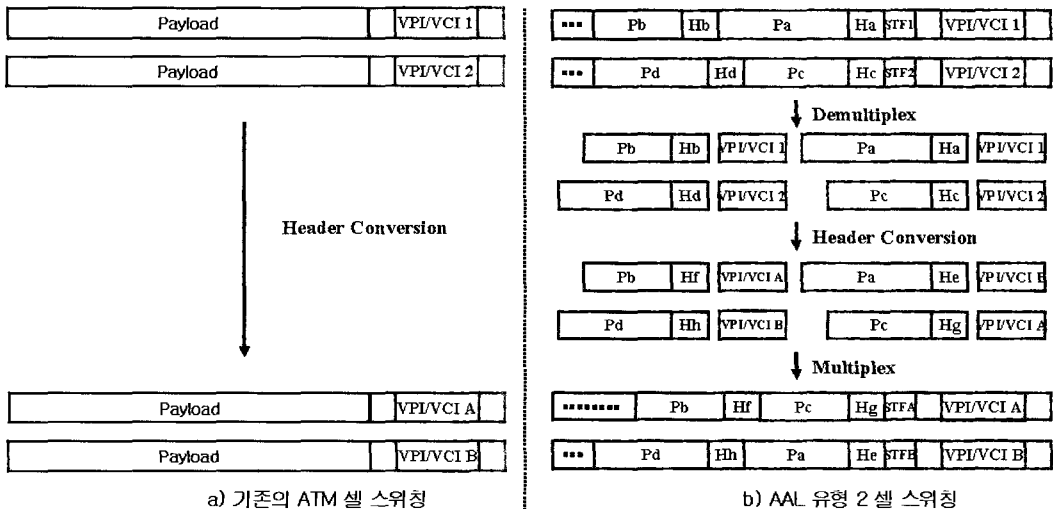 Payload VPI/VCI 1
Payload VPI/VCI 2
Header Conversion
Payload VPI/VCI A
Payload VPI/VCI B
a) 기존의 ATM 셀 스위칭
▪▪▪ Pb Hb Pa Ha STF1 VPI/VCI 1
▪▪▪ Pd Hd Pc Hc STF2 VPI/VCI 2
Demultiplex
Pb Hb VPI/VCI 1 Pa Ha VPI/VCI 1
Pd Hd VPI/VCI 2 Pc Hc VPI/VCI 2
Header Conversion
Pb Hf VPI/VCI A Pa He VPI/VCI B
Pd Hh VPI/VCI B Pc Hg VPI/VCI A
Multiplex
▪▪▪▪▪▪▪▪ Pb Hf Pc Hg STFA VPI/VCI A
▪▪▪ Pd Hh Pa He STFB VPI/VCI B
b) AAL 유형 2 셀 스위칭